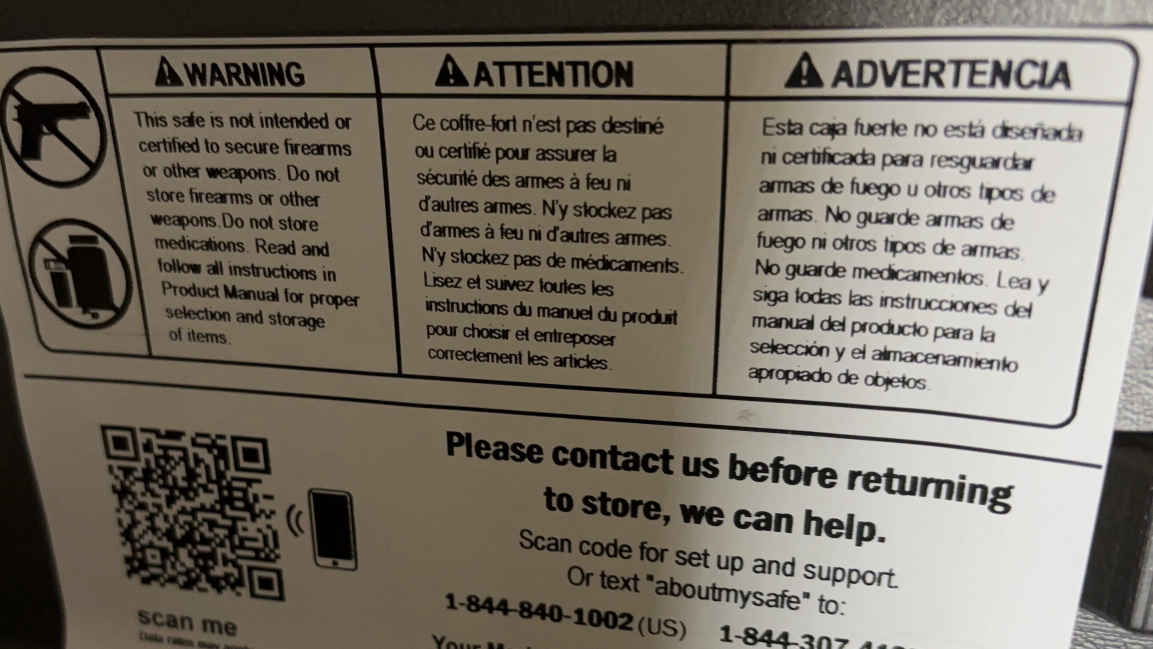 WARNING
This safe is not intended or
certified to secure firearms
or other weapons. Do not
store firearms or other
weapons.Do not store
medications. Read and
follow all instructions in
Product Manual for proper
selection and storage
of items.
ATTENTION
Ce coffre-fort n'est pas destiné
ou certifié pour assurer la
sécurité des armes à feu ni
d'autres armes. N'y stockez pas
d'armes à feu ni d'autres armes.
N'y stockez pas de médicaments.
Lisez et suivez toutes les
instructions du manuel du produit
pour choisir et entreposer
correctement les articles.
ADVERTENCIA
Esta caja fuerte no está diseñada
ni certificada para resguardar
armas de fuego u otros tipos de
armas. No guarde armas de
fuego ni otros tipos de armas.
No guarde medicamentos. Lea y
siga todas las instrucciones del
manual del producto para la
selección y el almacenamiento
apropiado de objetos.
scan me
Data rates may
Please contact us before returning
to store, we can help.
Scan code for set up and support.
Or text "aboutmysafe" to:
1-844-840-1002 (US) 1-844-307
Your